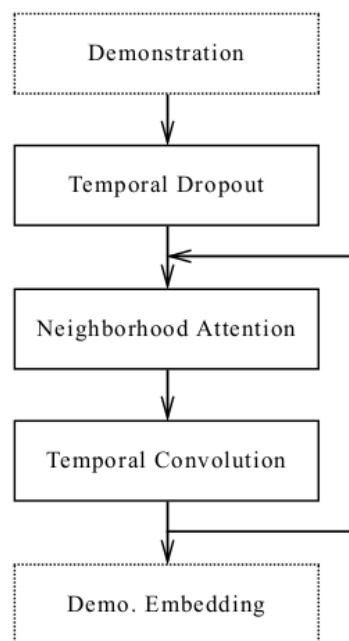 Demonstration
Temporal Dropout
Neighborhood Attention
Temporal Convolution
Demo. Embedding